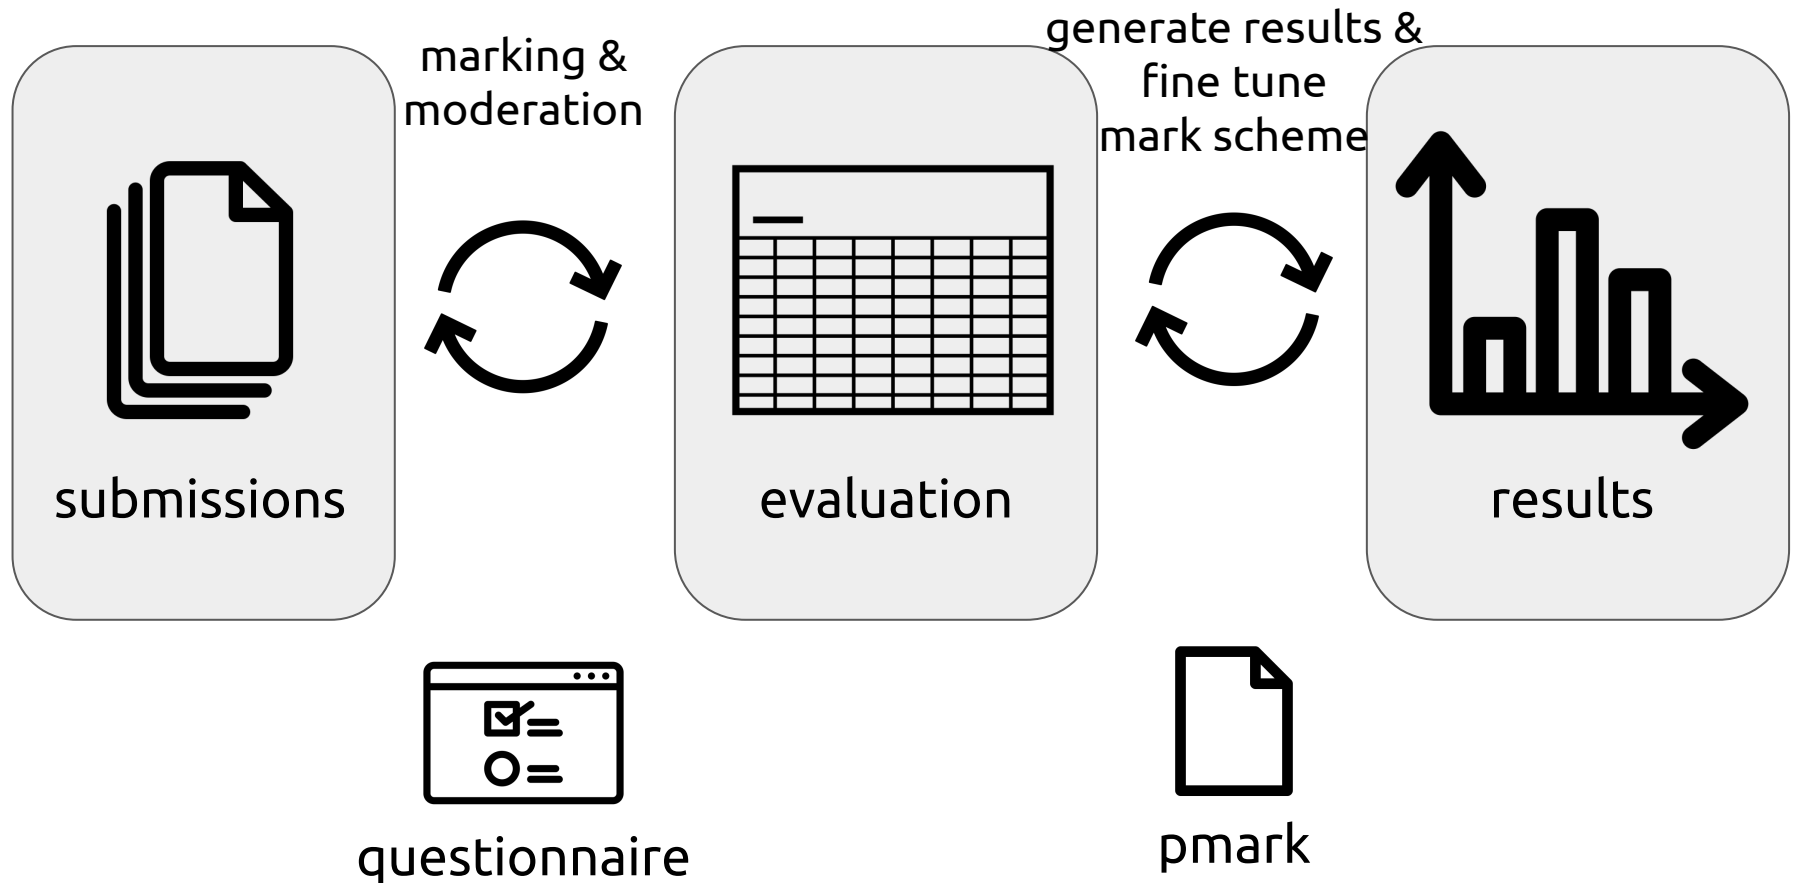 marking &
moderation
generate results &
fine tune
mark scheme
submissions
evaluation
results
questionnaire
pmark